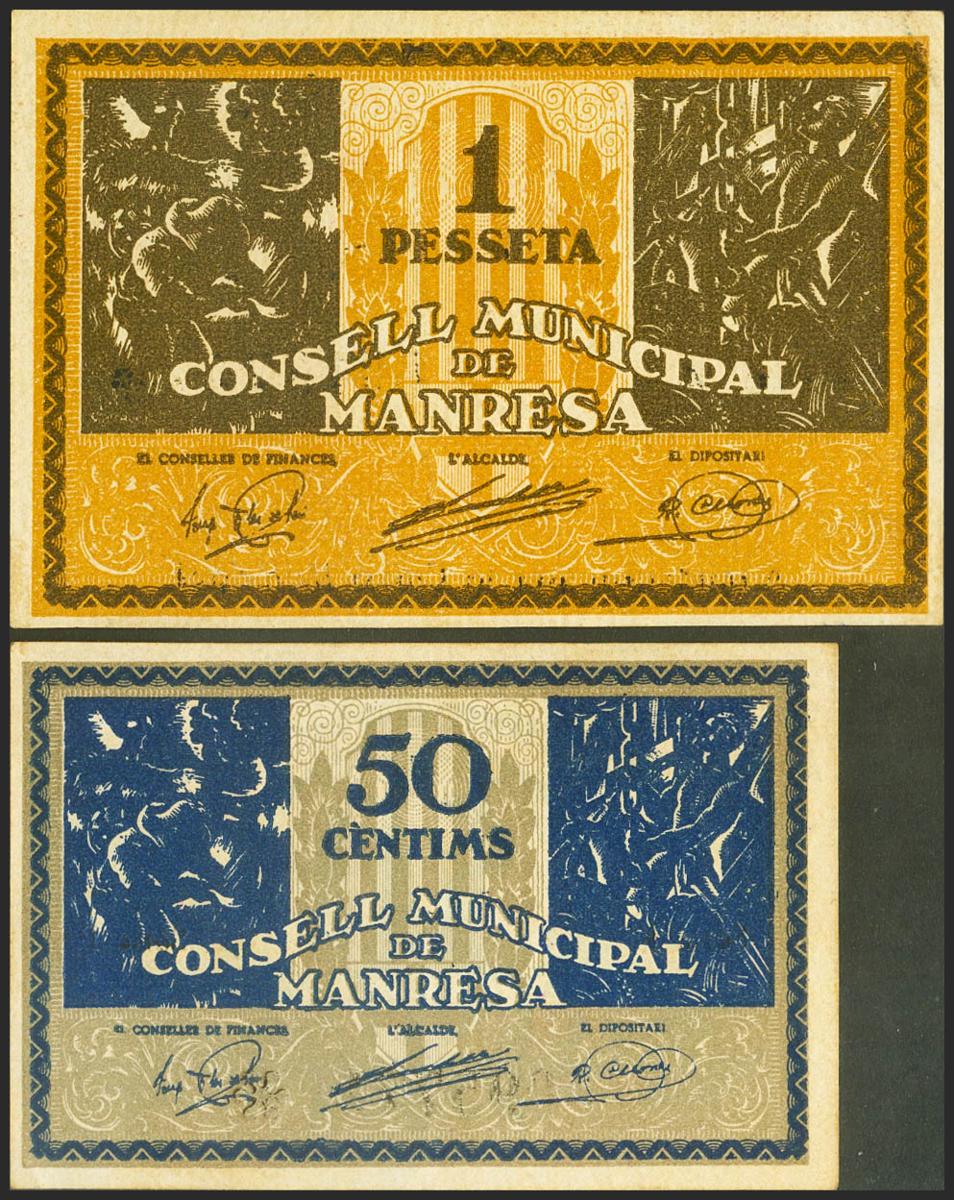 1
PESSETA
CONSELL MUNICIPAL
DE
MANRESA
EL CONSELLER DE FINANCES, L'ALCALDE, EL DIPOSITARI
50
CÈNTIMS
CONSELL MUNICIPAL
DE
MANRESA
EL CONSELLER DE FINANCES, L'ALCALDE, EL DIPOSITARI